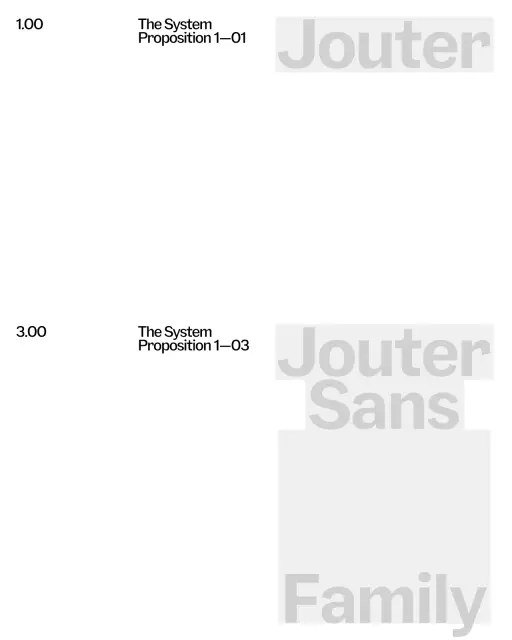 1.00
The System
Proposition 1—01
Jouter
3.00
The System
Proposition 1—03
Jouter
Sans
Family